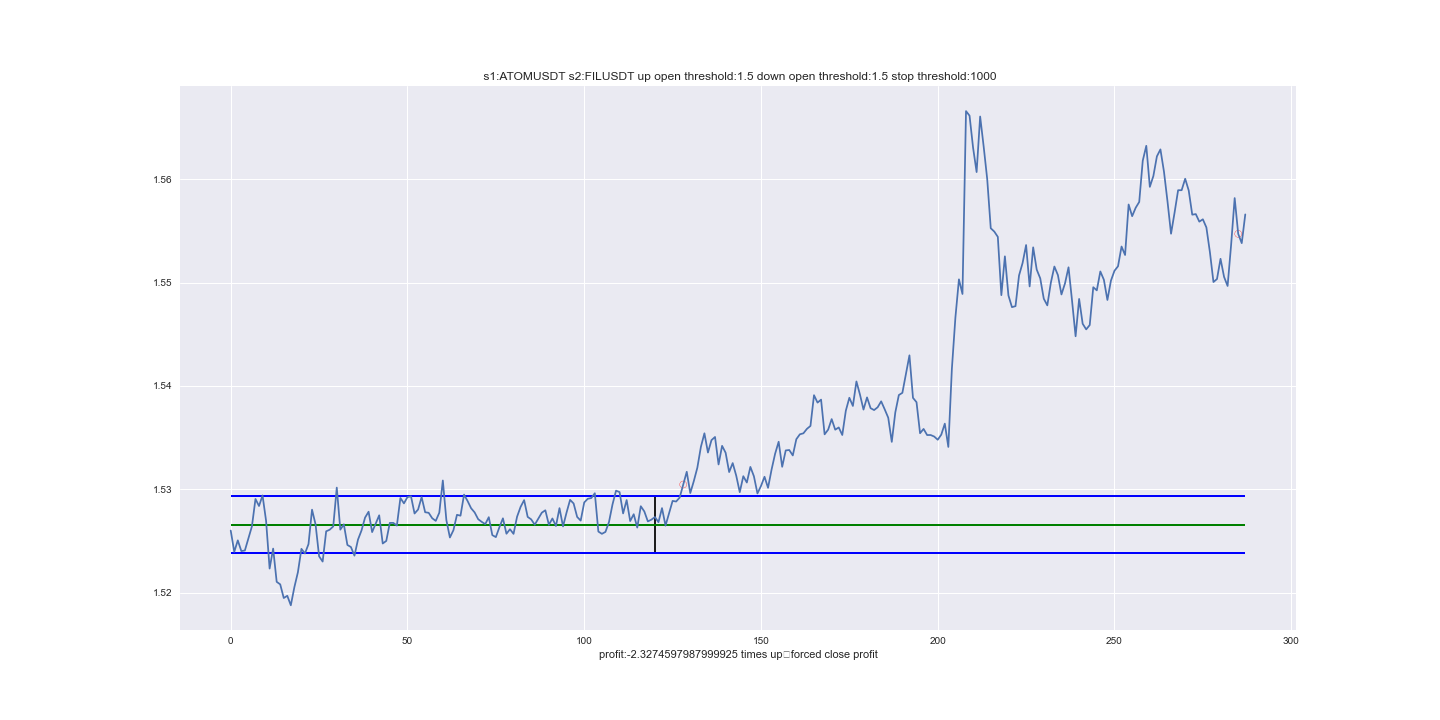 s1:ATOMUSDT s2:FILUSDT up open threshold:1.5 down open threshold:1.5 stop threshold:1000
1.56
1.55
1.54
1.53
1.52
0 50 100 150 200 250 300
profit:-2.3274597987999925 times up□forced close profit